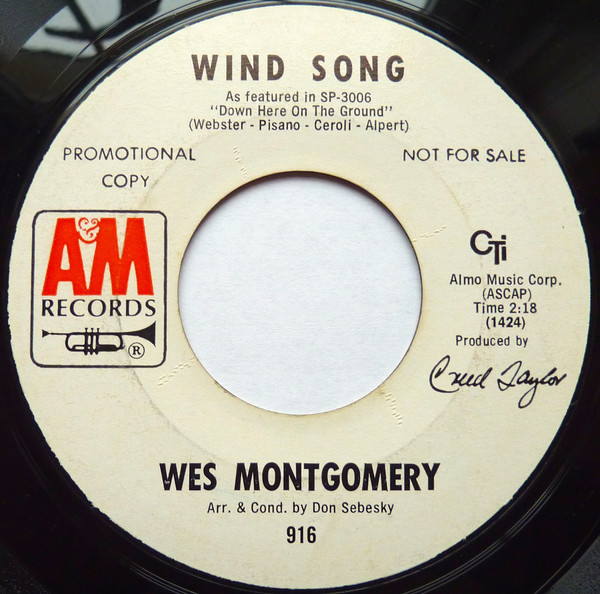 WIND SONG
As featured in SP-3006
"Down Here On The Ground"
(Webster - Pisano - Ceroli - Alpert)
PROMOTIONAL
COPY
NOT FOR SALE
A&M
RECORDS
®
CTi
Almo Music Corp.
(ASCAP)
Time 2:18
(1424)
Produced by
Creed Taylor
WES MONTGOMERY
Arr. & Cond. by Don Sebesky
916